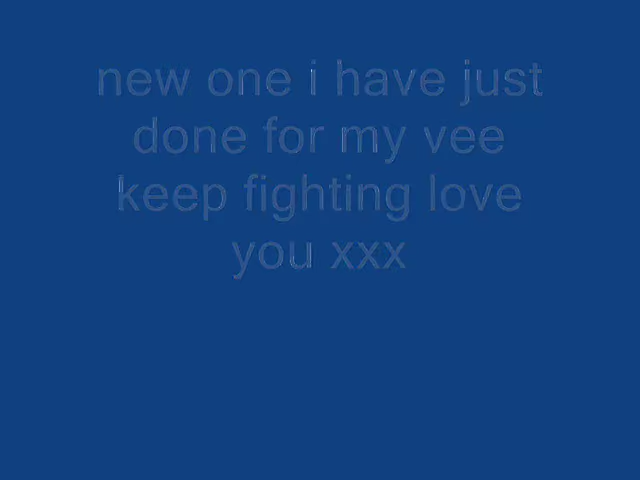 new one i have just
done for my vee
keep fighting love
you xxx